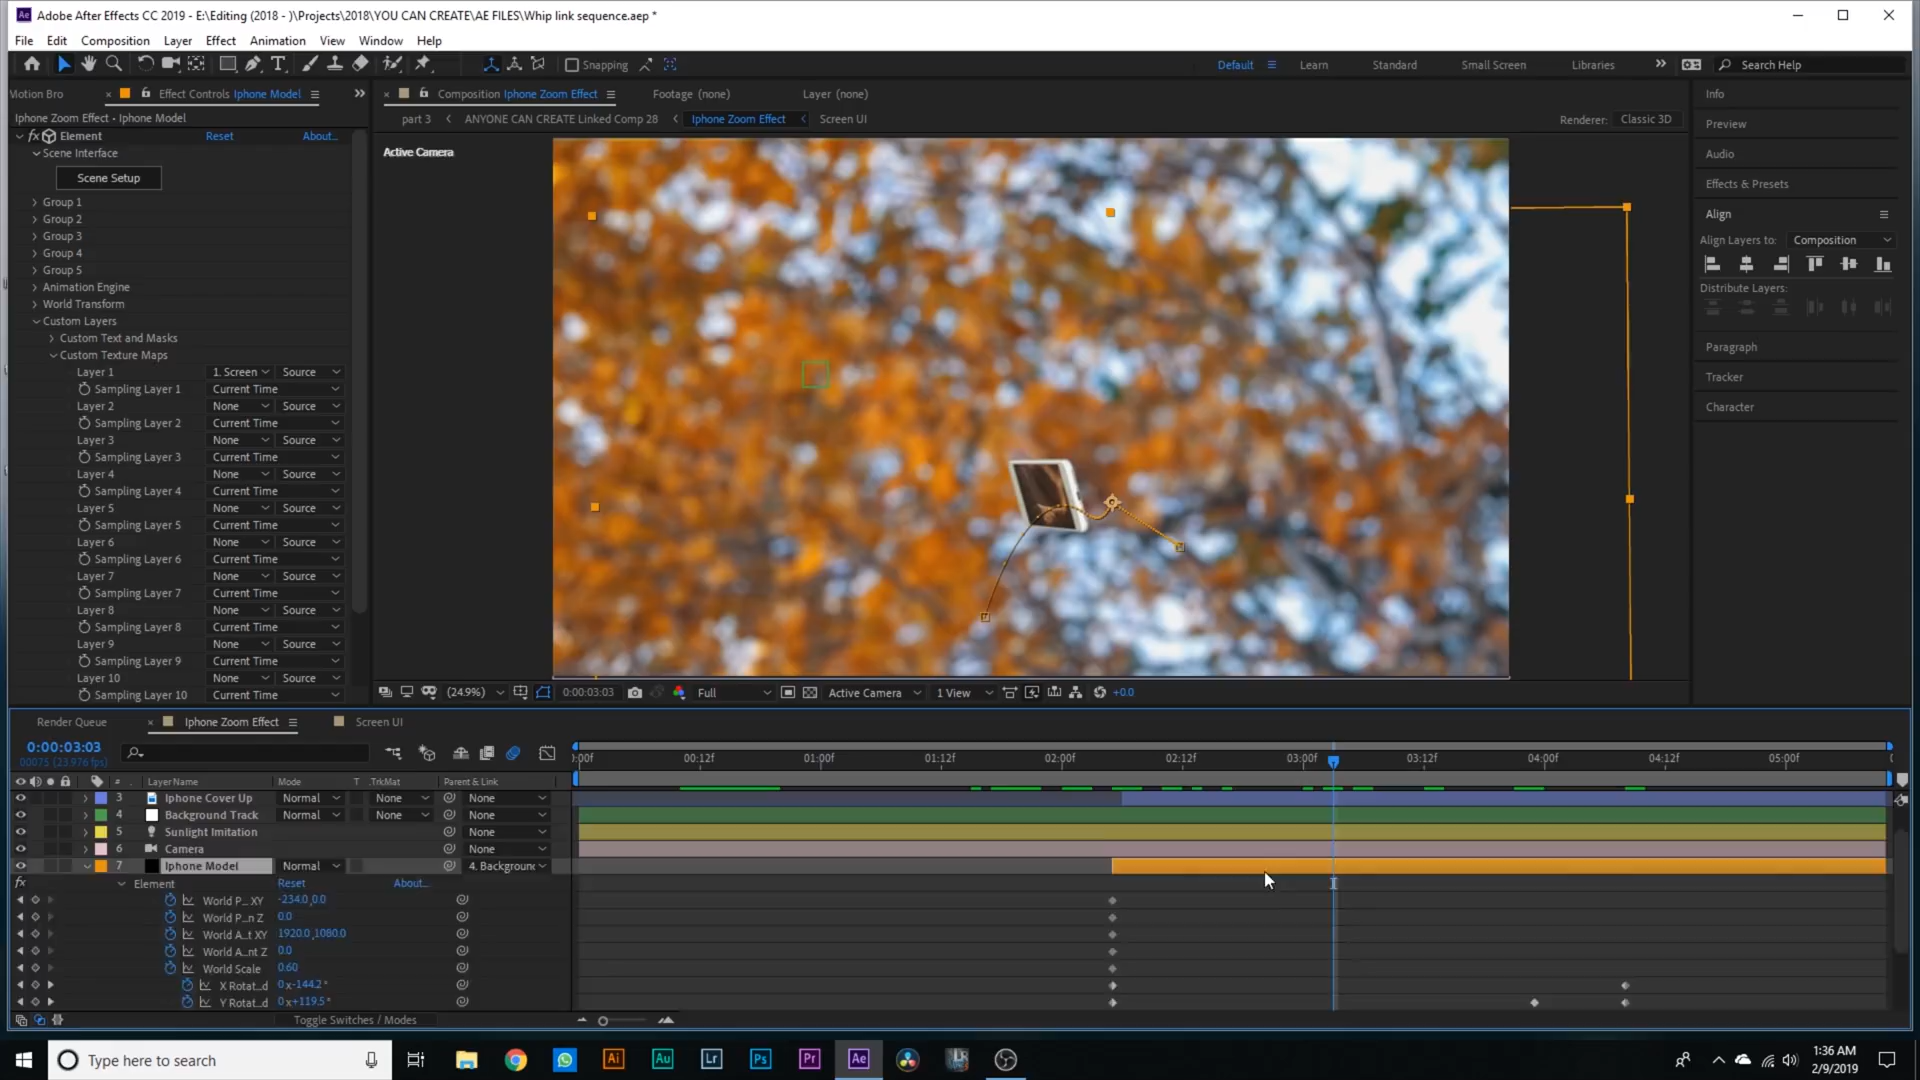 Adobe After Effects CC 2019 - E:\Editing (2018 - )\Projects\2018\YOU CAN CREATE\AE FILES\Whip link sequence.aep *
File Edit Composition Layer Effect Animation View Window Help
Snapping
Default Learn Standard Small Screen Libraries Search Help
Motion Bro Effect Controls Iphone Model
Composition Iphone Zoom Effect Footage (none) Layer (none)
Iphone Zoom Effect - Iphone Model
part 3 ANYONE CAN CREATE Linked Comp 28 Iphone Zoom Effect Screen UI
Renderer: Classic 3D
Active Camera
fx Element Reset About...
Scene Interface
Scene Setup
Group 1
Group 2
Group 3
Group 4
Group 5
Animation Engine
World Transform
Custom Layers
Custom Text and Masks
Custom Texture Maps
Layer 1 1. Screen Source
Sampling Layer 1 Current Time
Layer 2 None Source
Sampling Layer 2 Current Time
Layer 3 None Source
Sampling Layer 3 Current Time
Layer 4 None Source
Sampling Layer 4 Current Time
Layer 5 None Source
Sampling Layer 5 Current Time
Layer 6 None Source
Sampling Layer 6 Current Time
Layer 7 None Source
Sampling Layer 7 Current Time
Layer 8 None Source
Sampling Layer 8 Current Time
Layer 9 None Source
Sampling Layer 9 Current Time
Layer 10 None Source
Sampling Layer 10 Current Time
Info
Preview
Audio
Effects & Presets
Align
Align Layers to: Composition
Distribute Layers:
Paragraph
Tracker
Character
(24.9%) 0:00:03:03 Full Active Camera 1 View +0.0
Render Queue Iphone Zoom Effect Screen UI
0:00:03:03
00075 (23.976 fps)
:00f 00:12f 01:00f 01:12f 02:00f 02:12f 03:00f 03:12f 04:00f 04:12f 05:00f
# Layer Name Mode T .TrkMat Parent & Link
3 Iphone Cover Up Normal None None
4 Background Track Normal None None
5 Sunlight Imitation None
6 Camera None
7 Iphone Model Normal 4. Background
fx Element Reset About...
World P... XY -234.0,0.0
World P...n Z 0.0
World A...t XY 1920.0,1080.0
World A...nt Z 0.0
World Scale 0.60
X Rotat...d 0x-144.2°
Y Rotat...d 0x+119.5°
Toggle Switches / Modes
Type here to search
Ai Au Lr Ps Pr Ae
1:36 AM
2/9/2019